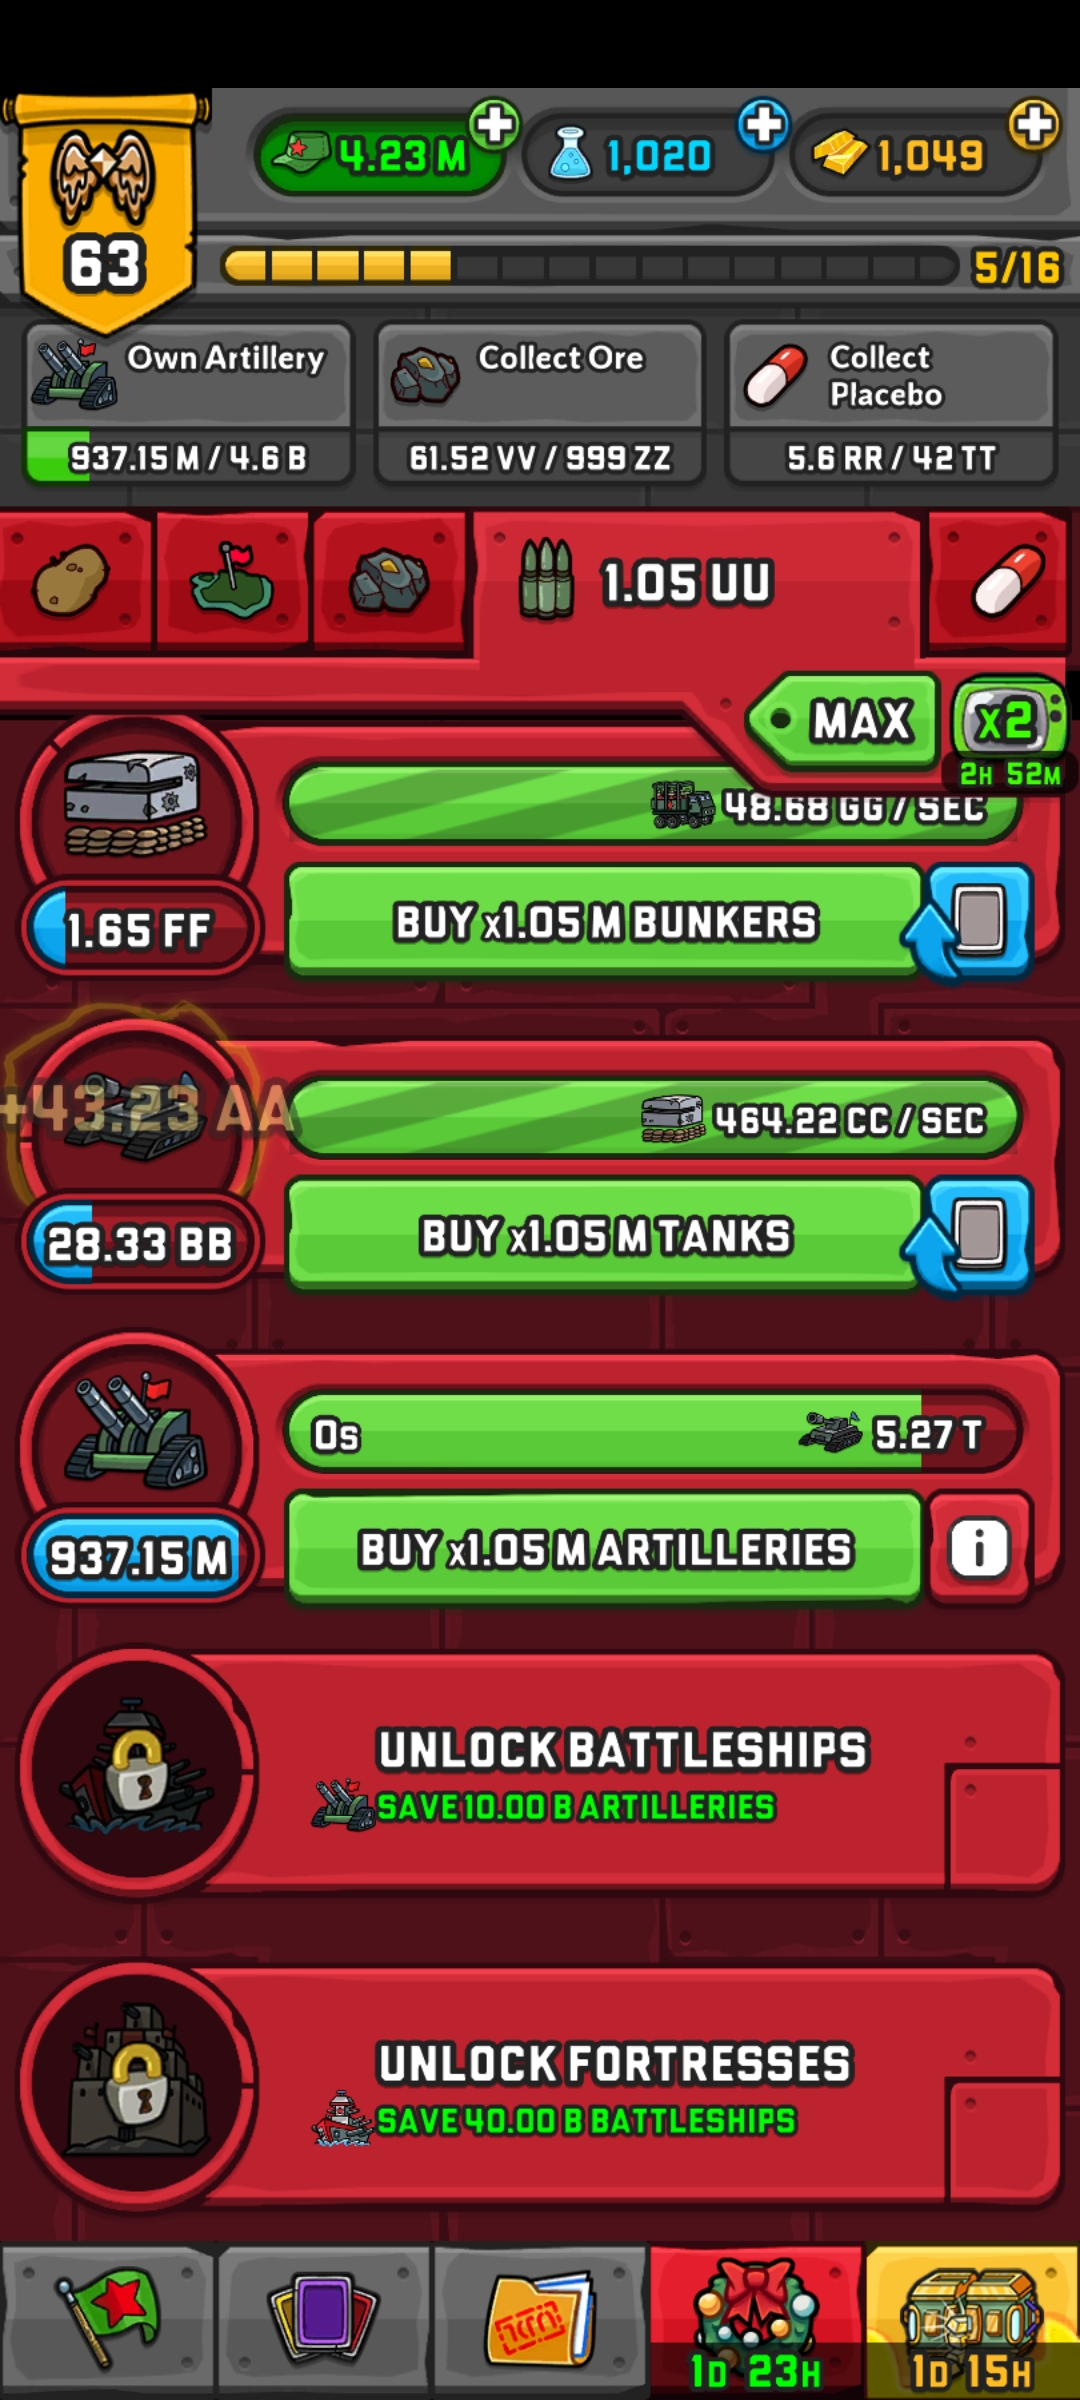 4.23 M
1,020
1,049
63
5/16
Own Artillery
937.15 M / 4.6 B
Collect Ore
61.52 VV / 999 ZZ
Collect
Placebo
5.6 RR / 42 TT
1.05 UU
MAX
x2
2H 52M
48.68 GG / SEC
BUY x1.05 M BUNKERS
1.65 FF
+43.23 AA
464.22 CC / SEC
BUY x1.05 M TANKS
28.33 BB
0s
5.27 T
BUY x1.05 M ARTILLERIES
i
937.15 M
UNLOCK BATTLESHIPS
SAVE 10.00 B ARTILLERIES
UNLOCK FORTRESSES
SAVE 40.00 B BATTLESHIPS
1D 23H
1D 15H